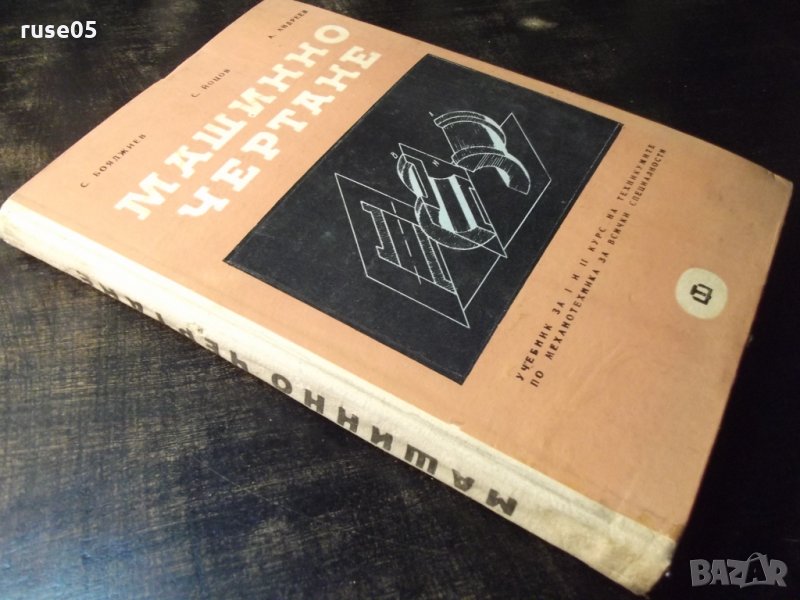 ruse05
С. БОЯДЖИЕВ
С. ЙОЦОВ
А. АНДРЕЕВ
МАШИННО
ЧЕРТАНЕ
УЧЕБНИК ЗА I И II КУРС НА ТЕХНИКУМИТЕ
ПО МЕХАНОТЕХНИКА ЗА ВСИЧКИ СПЕЦИАЛНОСТИ
МАШИННО ЧЕРТАНЕ
BAZAR